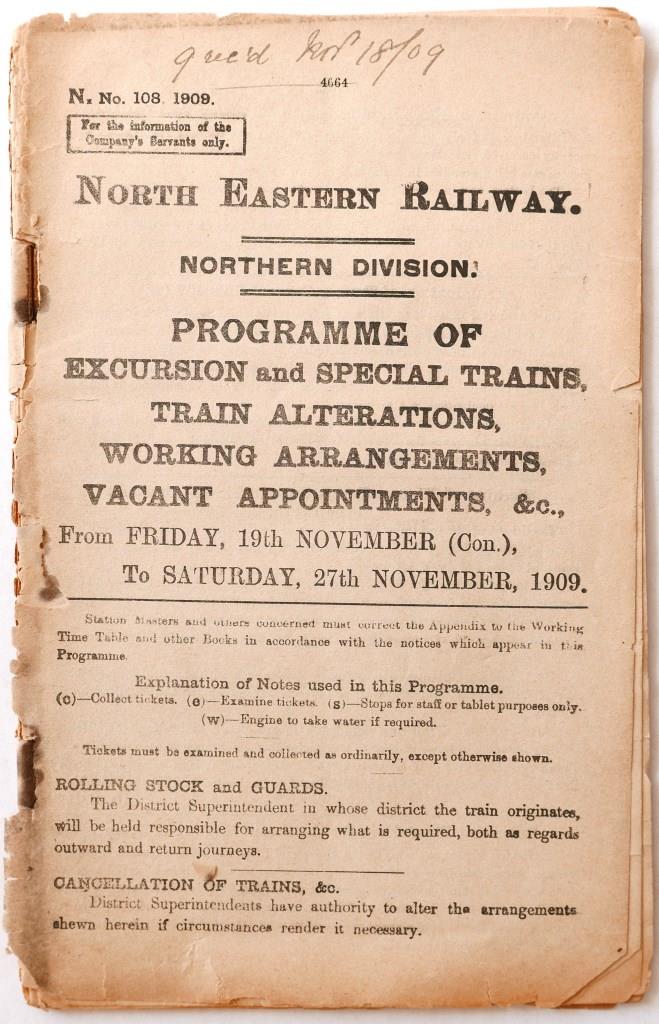 Nov 18/09
4664
N. No. 108. 1909.
For the information of the
Company's Servants only.
NORTH EASTERN RAILWAY.
NORTHERN DIVISION.
PROGRAMME OF
EXCURSION and SPECIAL TRAINS,
TRAIN ALTERATIONS,
WORKING ARRANGEMENTS,
VACANT APPOINTMENTS, &c.,
From FRIDAY, 19th NOVEMBER (Con.),
To SATURDAY, 27th NOVEMBER, 1909.
Station Masters and others concerned must correct the Appendix to the Working
Time Table and other Books in accordance with the notices which appear in this
Programme.
Explanation of Notes used in this Programme.
(c)—Collect tickets. (e)—Examine tickets. (s)—Stops for staff or tablet purposes only.
(w)—Engine to take water if required.
Tickets must be examined and collected as ordinarily, except otherwise shown.
ROLLING STOCK and GUARDS.
The District Superintendent in whose district the train originates,
will be held responsible for arranging what is required, both as regards
outward and return journeys.
CANCELLATION OF TRAINS, &c.
District Superintendents have authority to alter the arrangements
shewn herein if circumstances render it necessary.